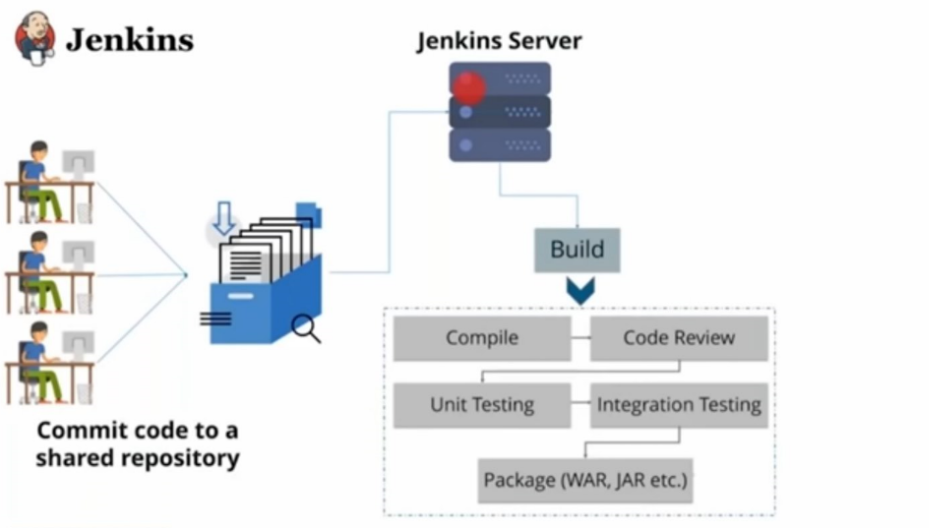 Jenkins
Jenkins Server
Build
Compile
Code Review
Unit Testing
Integration Testing
Package (WAR, JAR etc.)
Commit code to a
shared repository